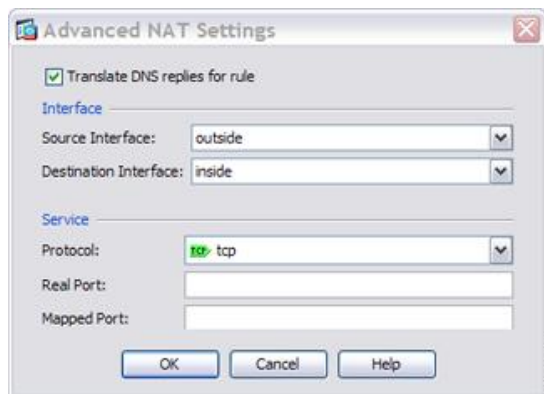 Advanced NAT Settings
Translate DNS replies for rule
Interface
Source Interface: outside
Destination Interface: inside
Service
Protocol: TCP tcp
Real Port:
Mapped Port:
OK Cancel Help